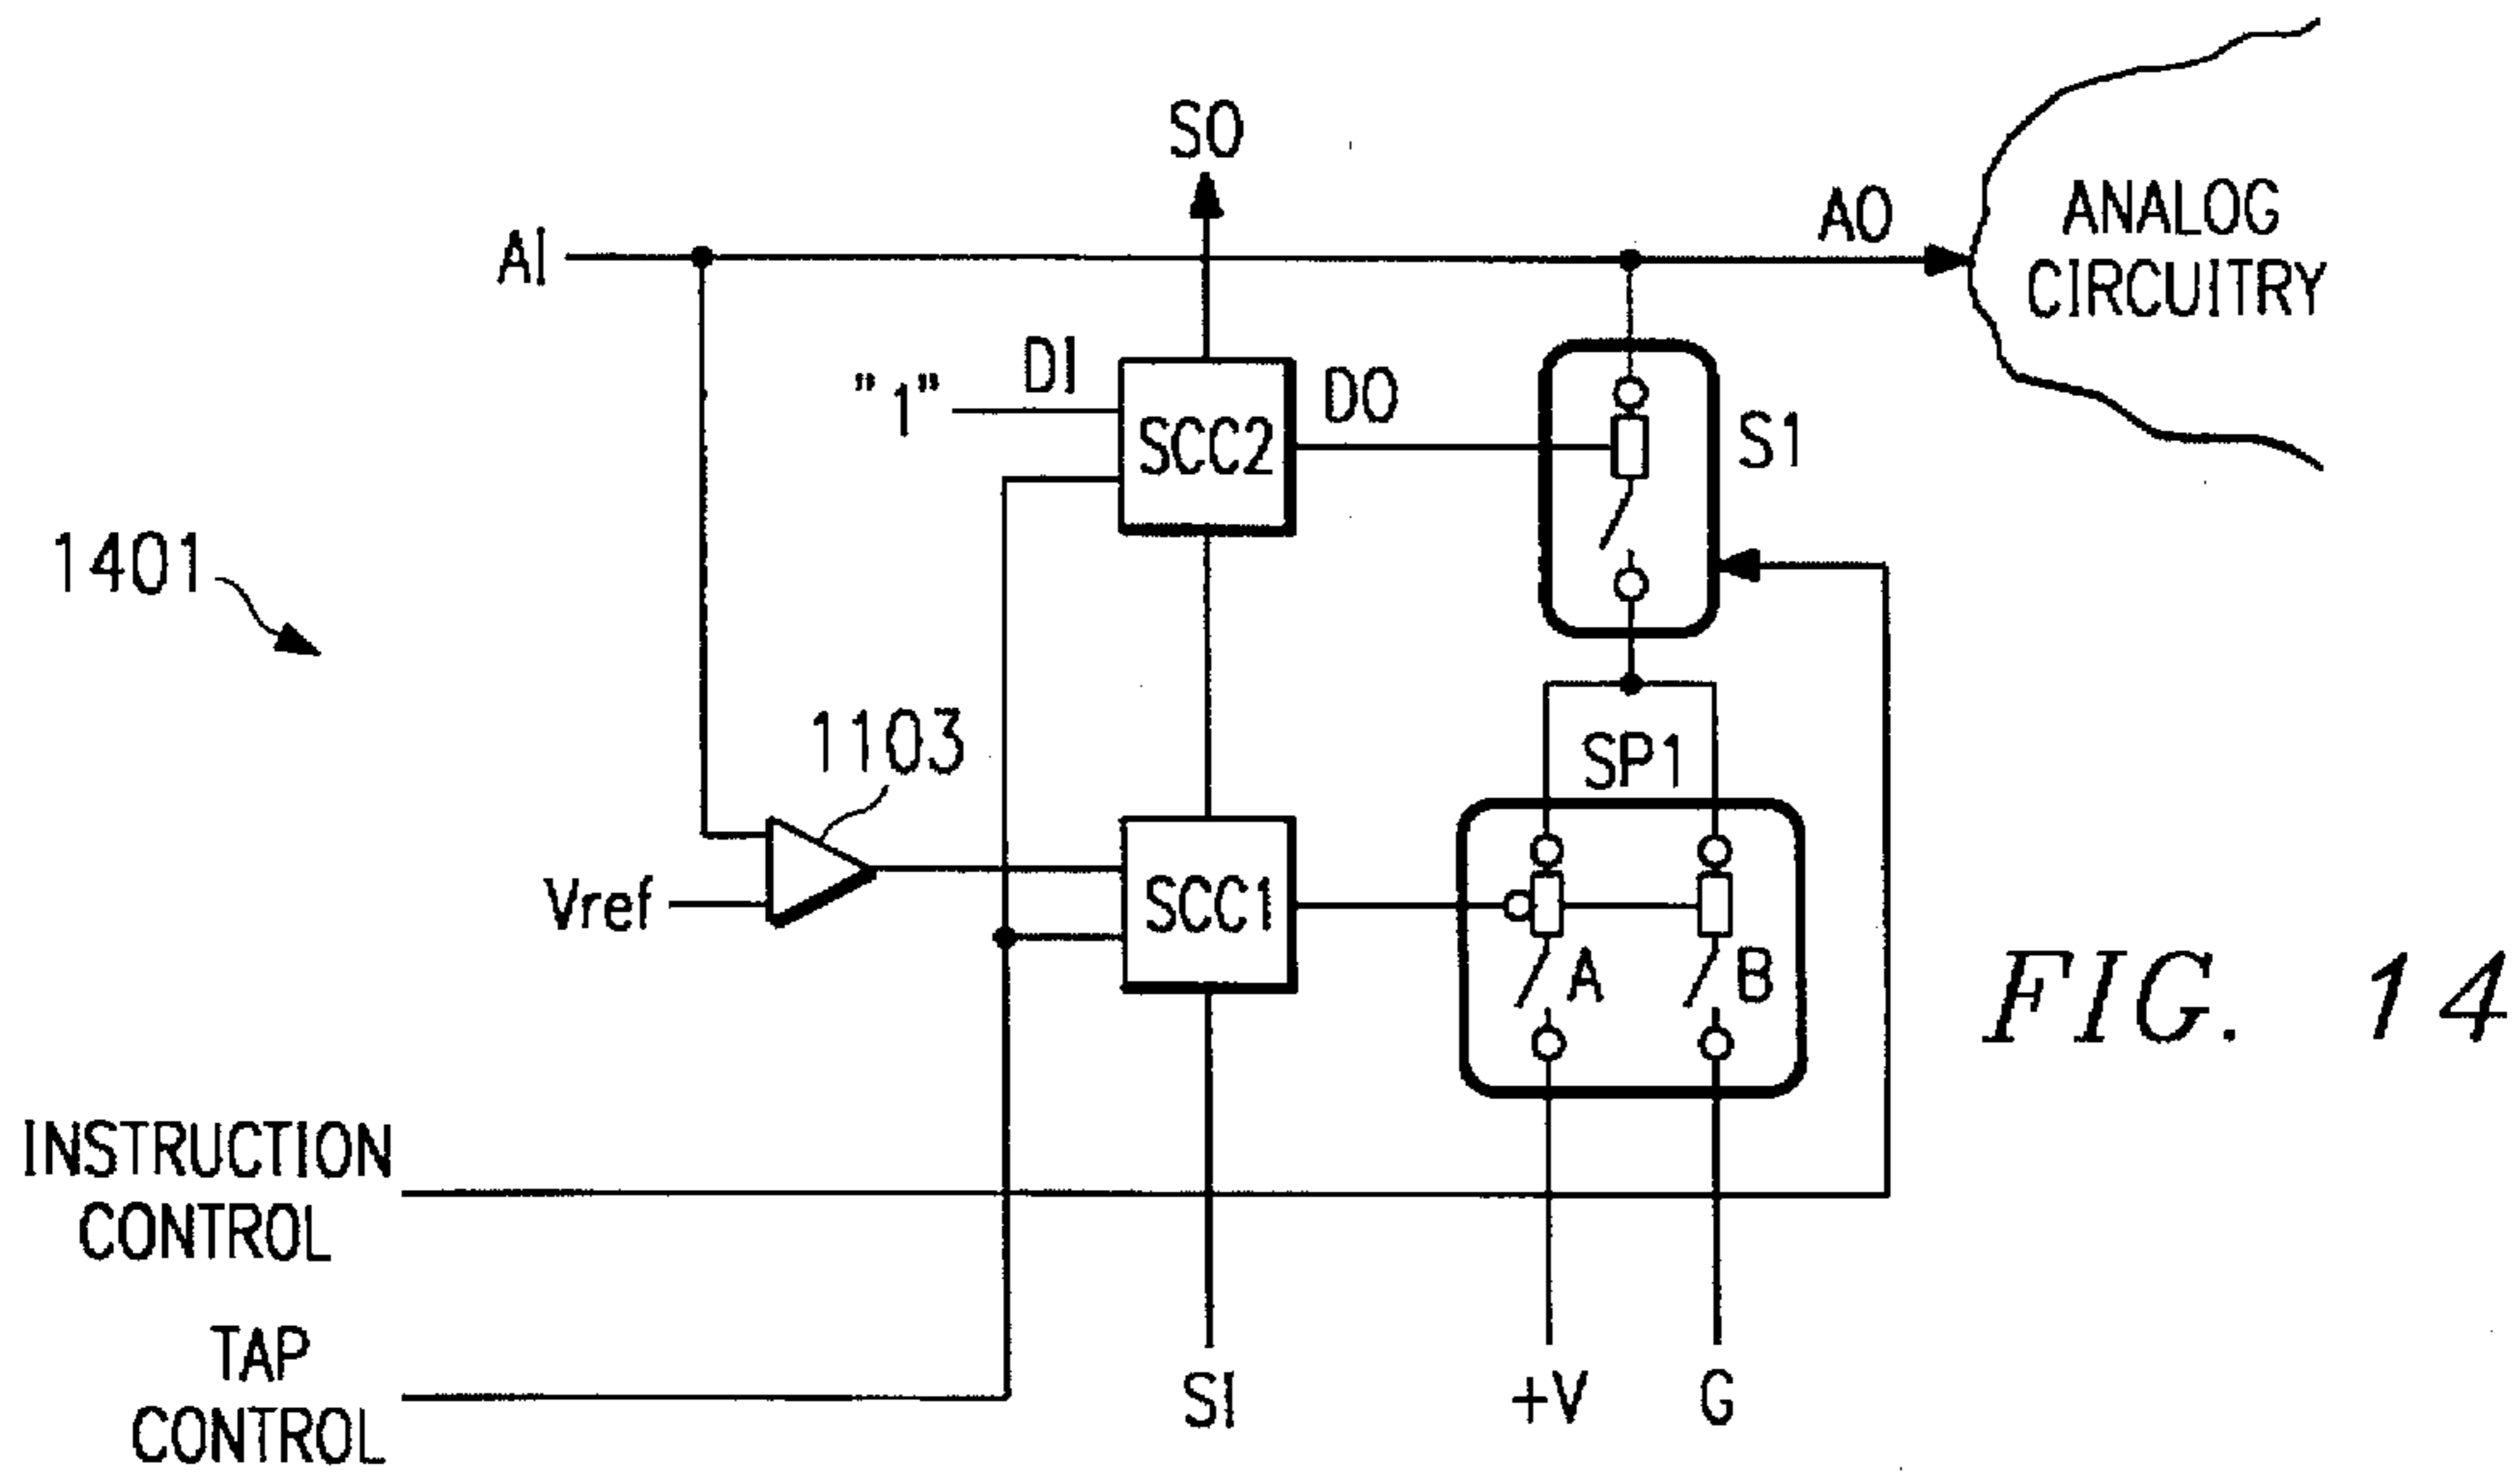 SO
AI
AO
ANALOG
CIRCUITRY
"1"
DI
SCC2
DO
S1
1401
1103
SP1
Vref
SCC1
A
B
FIG. 14
INSTRUCTION
CONTROL
TAP
CONTROL
SI
+V
G